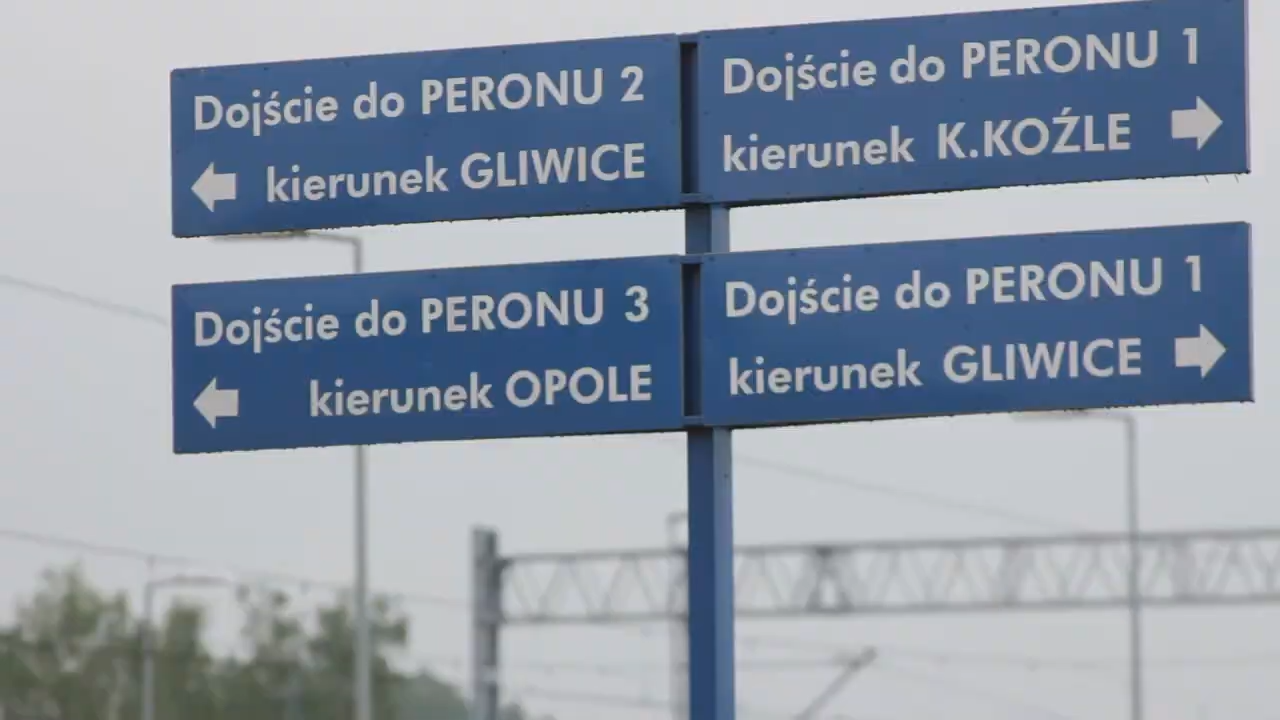 Dojście do PERONU 2
kierunek GLIWICE
Dojście do PERONU 1
kierunek K.KOŹLE
Dojście do PERONU 3
kierunek OPOLE
Dojście do PERONU 1
kierunek GLIWICE